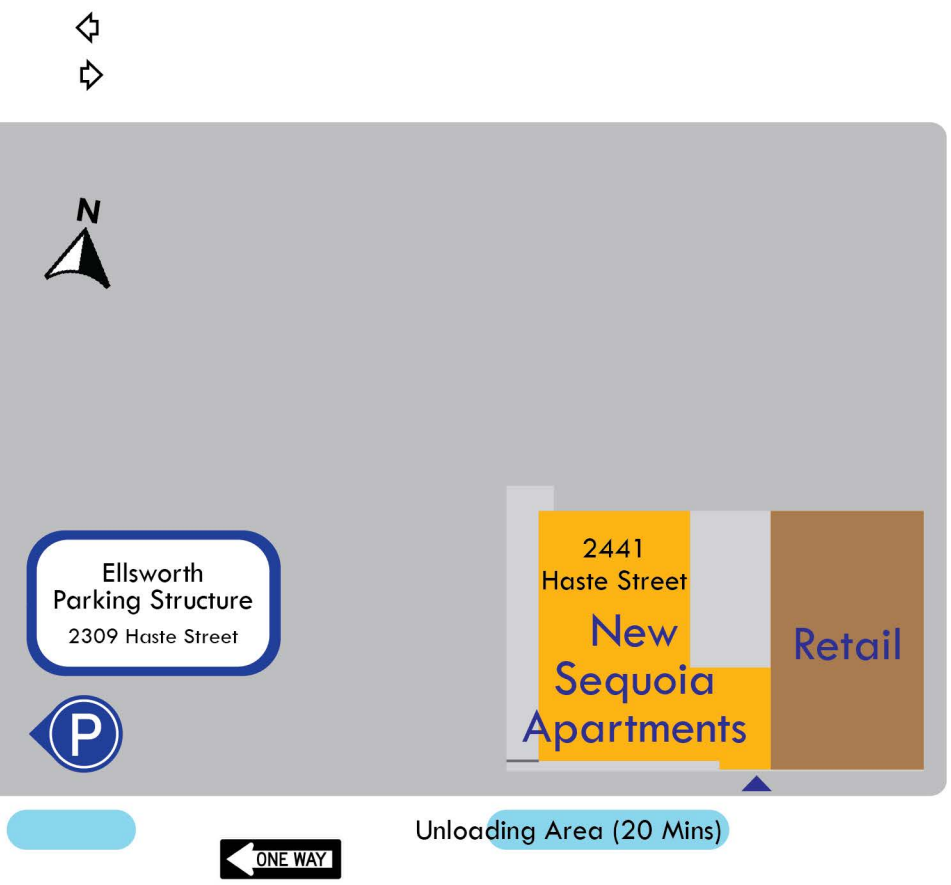 N
Ellsworth
Parking Structure
2309 Haste Street
P
2441
Haste Street
New
Sequoia
Apartments
Retail
Unloading Area (20 Mins)
ONE WAY